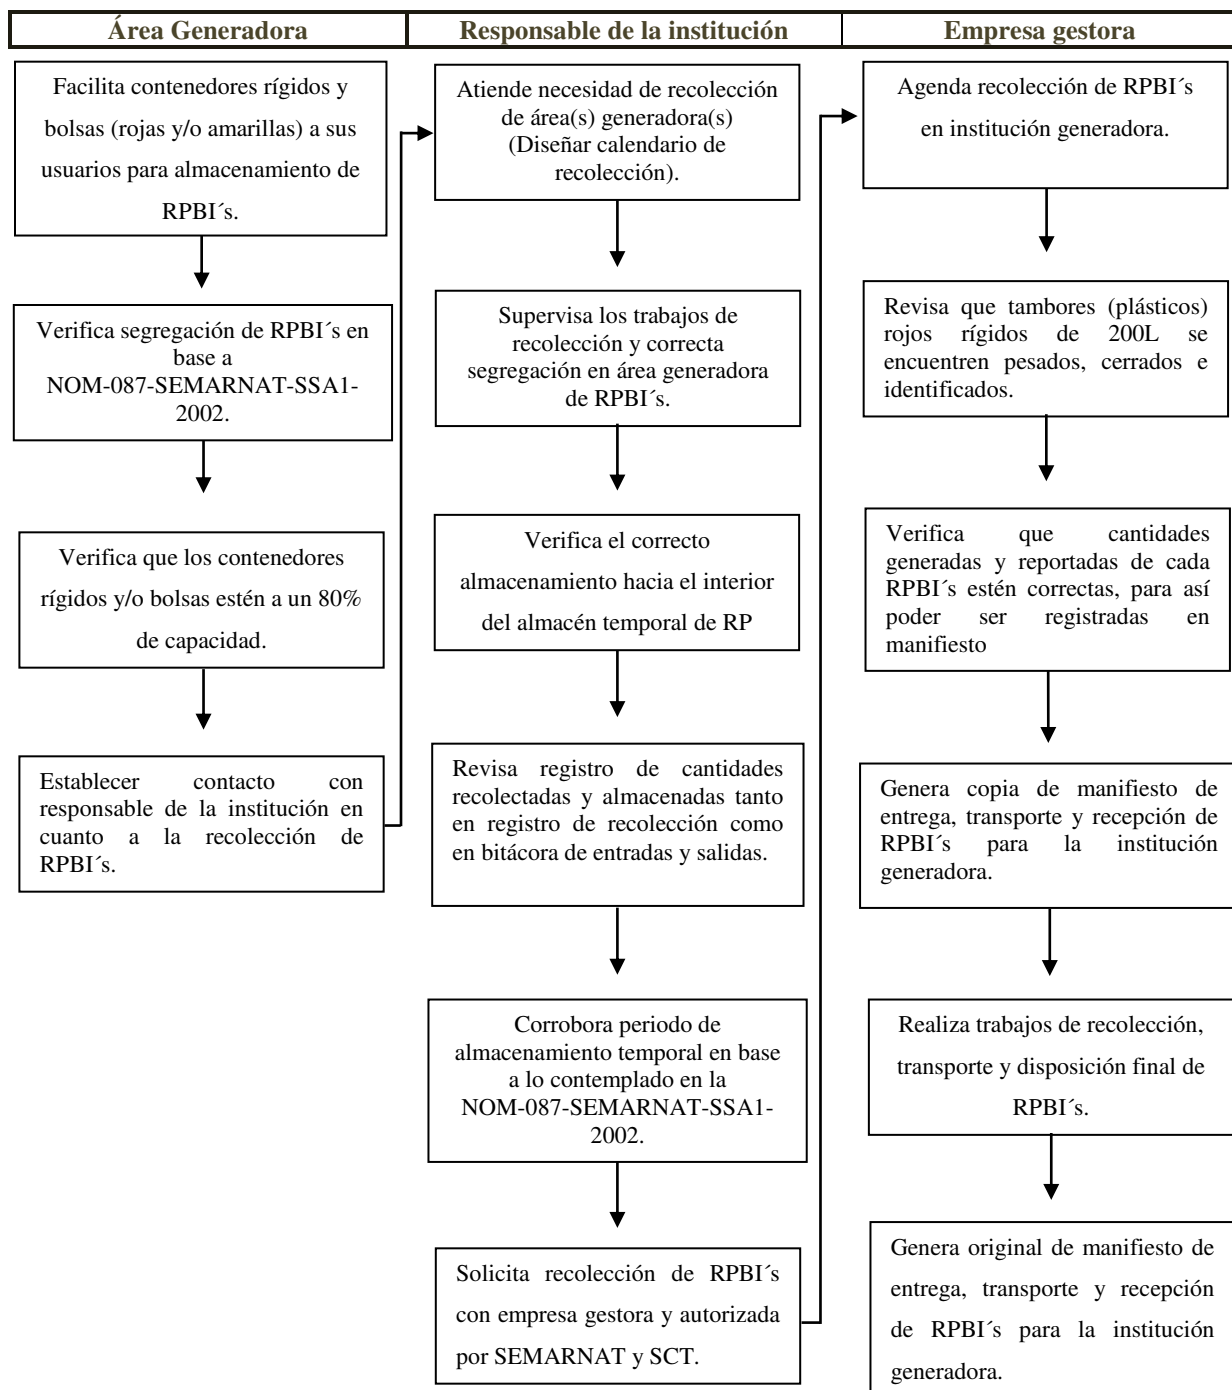 Área Generadora
Responsable de la institución
Empresa gestora
Facilita contenedores rígidos y
bolsas (rojas y/o amarillas) a sus
usuarios para almacenamiento de
RPBI´s.
Verifica segregación de RPBI´s en
base a
NOM-087-SEMARNAT-SSA1-
2002.
Verifica que los contenedores
rígidos y/o bolsas estén a un 80%
de capacidad.
Establecer contacto con
responsable de la institución en
cuanto a la recolección de
RPBI´s.
Atiende necesidad de recolección
de área(s) generadora(s)
(Diseñar calendario de
recolección).
Supervisa los trabajos de
recolección y correcta
segregación en área generadora
de RPBI´s.
Verifica el correcto
almacenamiento hacia el interior
del almacén temporal de RP
Revisa registro de cantidades
recolectadas y almacenadas tanto
en registro de recolección como
en bitácora de entradas y salidas.
Corrobora periodo de
almacenamiento temporal en base
a lo contemplado en la
NOM-087-SEMARNAT-SSA1-
2002.
Solicita recolección de RPBI´s
con empresa gestora y autorizada
por SEMARNAT y SCT.
Agenda recolección de RPBI´s
en institución generadora.
Revisa que tambores (plásticos)
rojos rígidos de 200L se
encuentren pesados, cerrados e
identificados.
Verifica que cantidades
generadas y reportadas de cada
RPBI´s estén correctas, para así
poder ser registradas en
manifiesto
Genera copia de manifiesto de
entrega, transporte y recepción de
RPBI´s para la institución
generadora.
Realiza trabajos de recolección,
transporte y disposición final de
RPBI´s.
Genera original de manifiesto de
entrega, transporte y recepción
de RPBI´s para la institución
generadora.